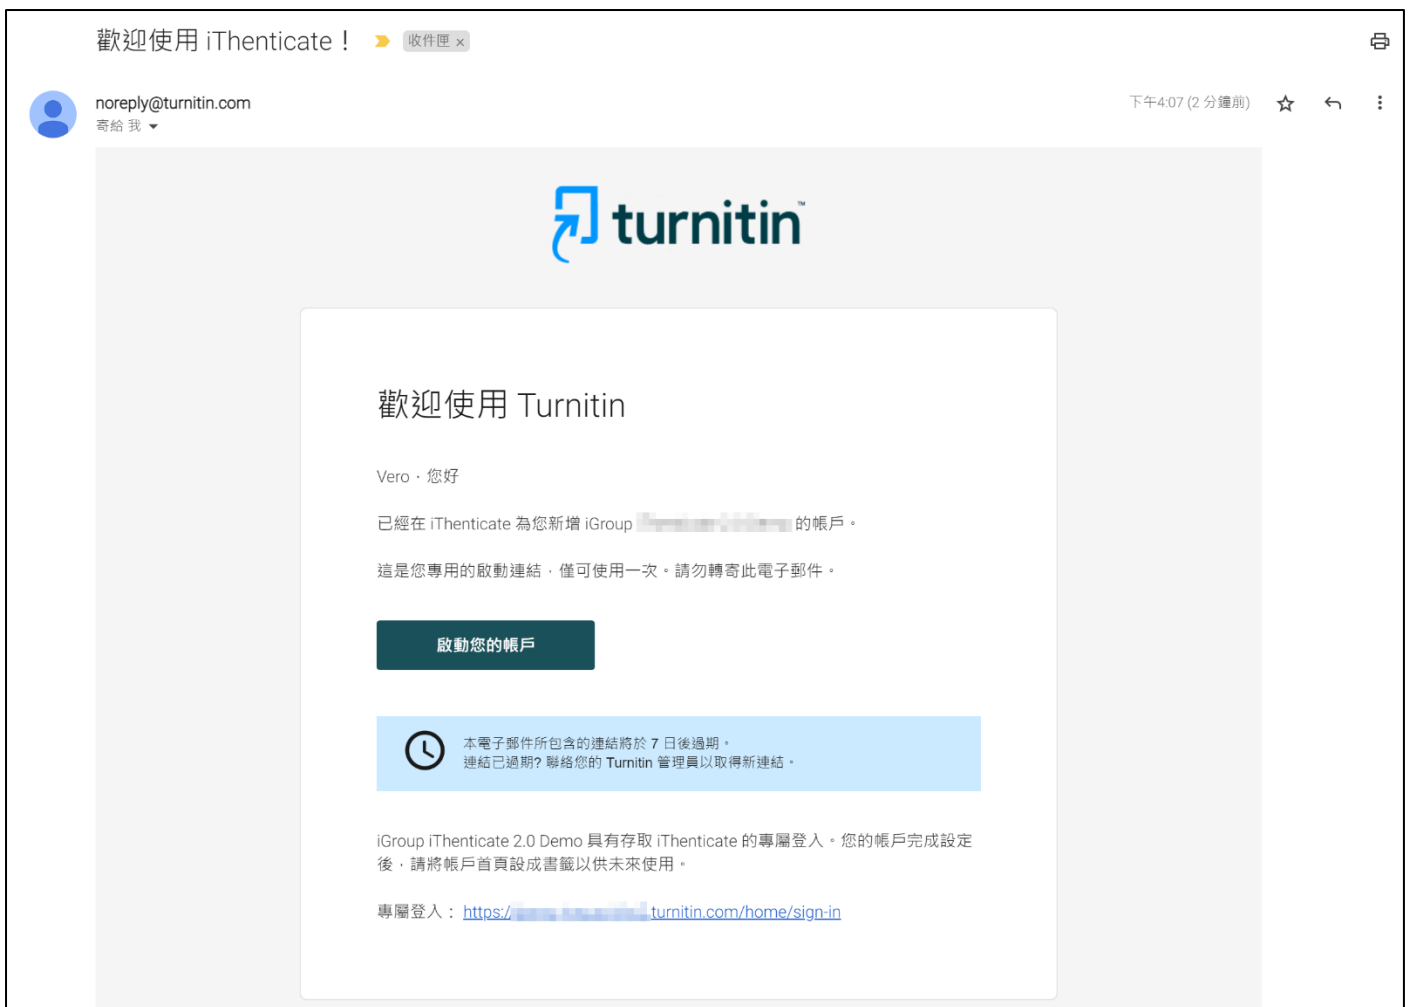 歡迎使用 iThenticate！ 收件匣 ×
noreply@turnitin.com 下午4:07 (2 分鐘前)
寄給 我
turnitin™
歡迎使用 Turnitin
Vero，您好
已經在 iThenticate 為您新增 iGroup 的帳戶。
這是您專用的啟動連結，僅可使用一次。請勿轉寄此電子郵件。
啟動您的帳戶
本電子郵件所包含的連結將於 7 日後過期。
連結已過期? 聯絡您的 Turnitin 管理員以取得新連結。
iGroup iThenticate 2.0 Demo 具有存取 iThenticate 的專屬登入。您的帳戶完成設定
後，請將帳戶首頁設成書籤以供未來使用。
專屬登入： https:/ .turnitin.com/home/sign-in